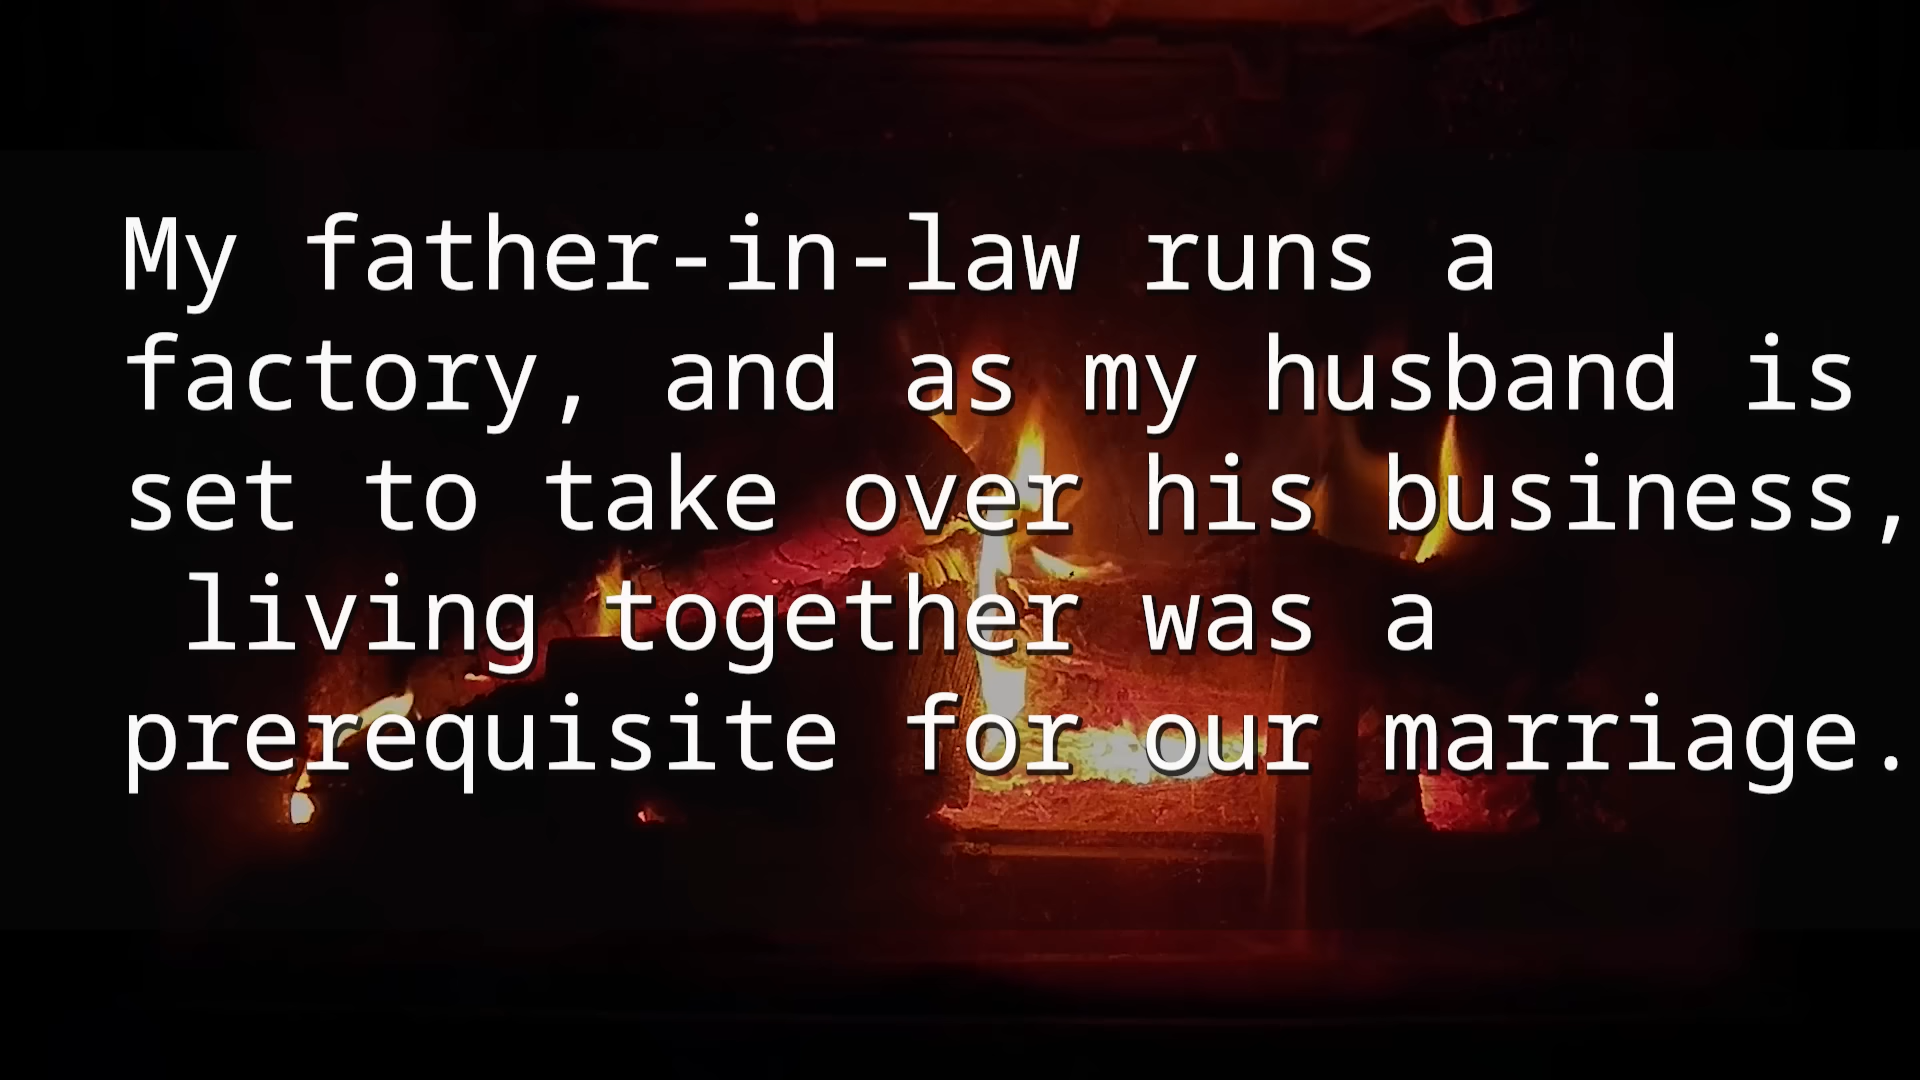 My father-in-law runs a
factory, and as my husband is
set to take over his business,
living together was a
prerequisite for our marriage.